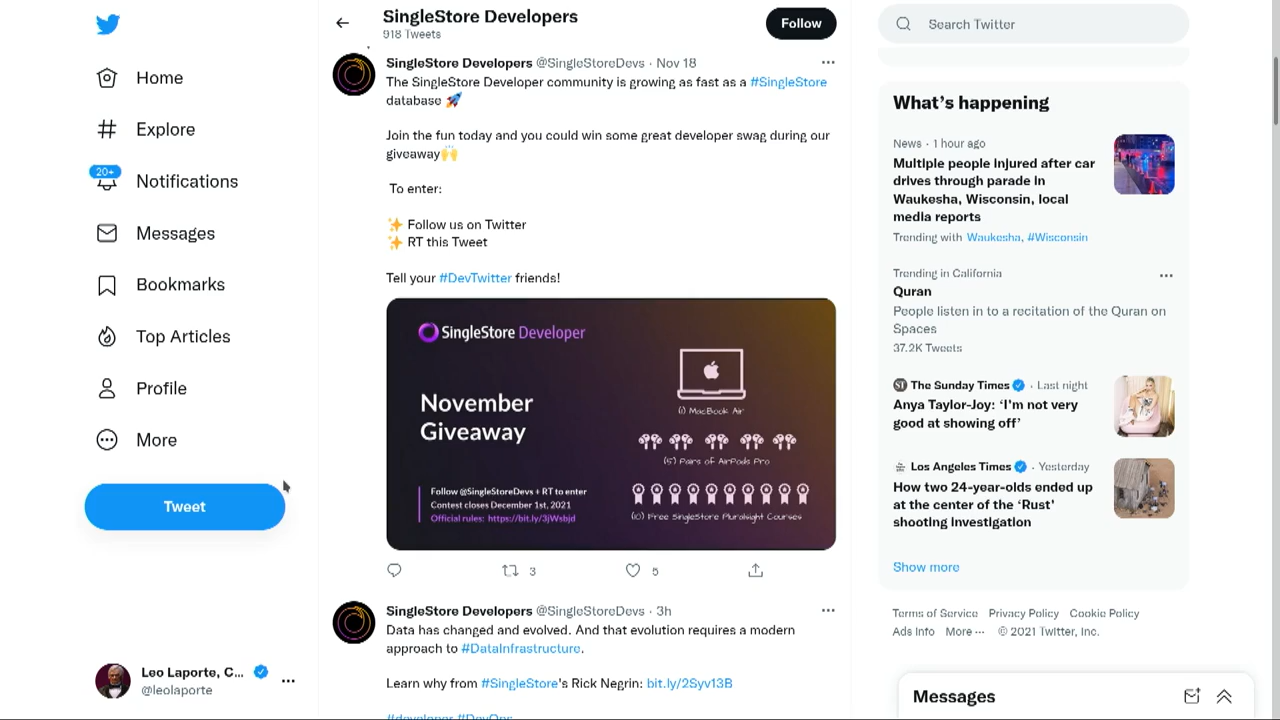 Home
Explore
20+
Notifications
Messages
Bookmarks
Top Articles
Profile
More
Tweet
Leo Laporte, C...
@leolaporte
SingleStore Developers
918 Tweets
Follow
SingleStore Developers @SingleStoreDevs · Nov 18
The SingleStore Developer community is growing as fast as a #SingleStore
database 🚀
Join the fun today and you could win some great developer swag during our
giveaway🙌
To enter:
✨ Follow us on Twitter
✨ RT this Tweet
Tell your #DevTwitter friends!
SingleStore Developer
November
Giveaway
Follow @SingleStoreDevs + RT to enter
Contest closes December 1st, 2021
Official rules: https://bit.ly/3jWsbjd
(1) MacBook Air
(5) Pairs of AirPods Pro
(10) Free SingleStore Pluralsight Courses
3
5
SingleStore Developers @SingleStoreDevs · 3h
Data has changed and evolved. And that evolution requires a modern
approach to #DataInfrastructure.
Learn why from #SingleStore's Rick Negrin: bit.ly/2Syv13B
#developer #DevOps
Search Twitter
What's happening
News · 1 hour ago
Multiple people injured after car
drives through parade in
Waukesha, Wisconsin, local
media reports
Trending with Waukesha, #Wisconsin
Trending in California
Quran
People listen in to a recitation of the Quran on
Spaces
37.2K Tweets
The Sunday Times · Last night
Anya Taylor-Joy: ‘I'm not very
good at showing off’
Los Angeles Times · Yesterday
How two 24-year-olds ended up
at the center of the ‘Rust’
shooting investigation
Show more
Terms of Service Privacy Policy Cookie Policy
Ads Info More ··· © 2021 Twitter, Inc.
Messages